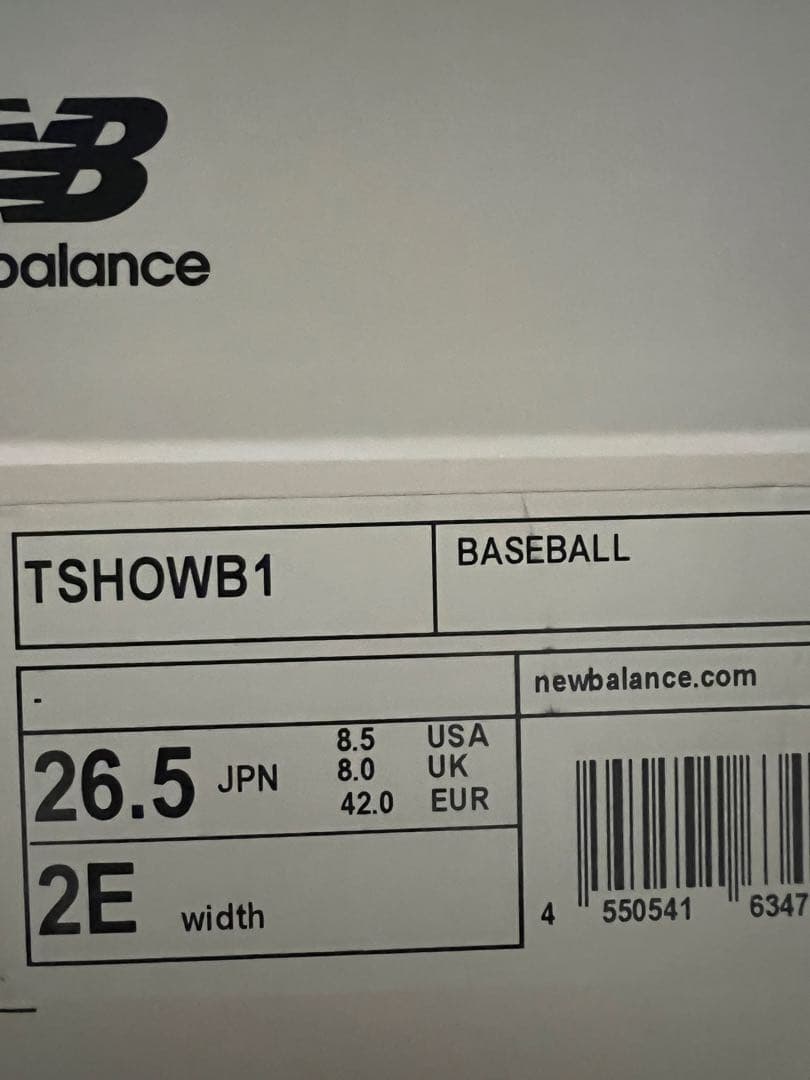 NB
balance
TSHOWB1
BASEBALL
-
newbalance.com
26.5 JPN
8.5 USA
8.0 UK
42.0 EUR
2E width
4 550541 6347